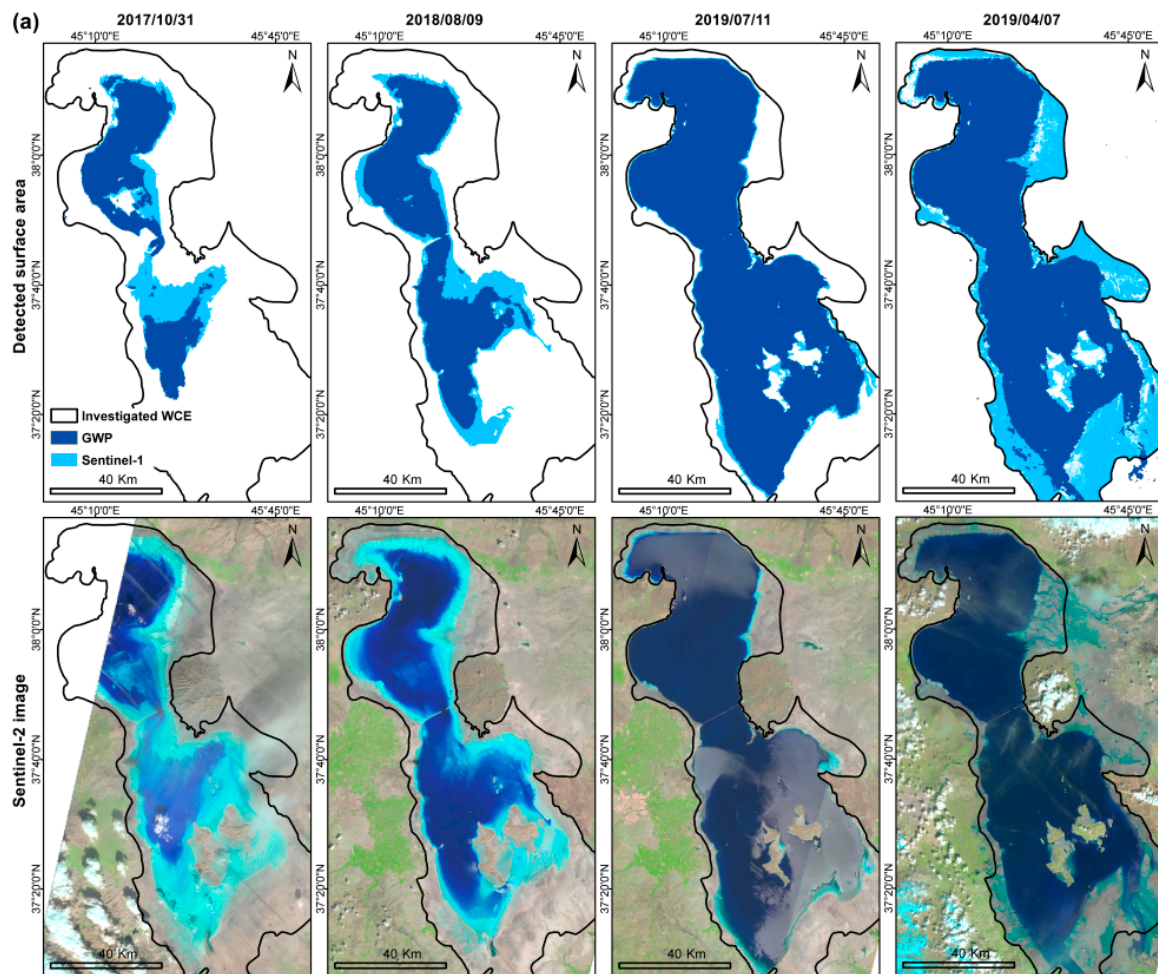 (a)
2017/10/31 2018/08/09 2019/07/11 2019/04/07
45°10'0"E 45°45'0"E 45°10'0"E 45°45'0"E 45°10'0"E 45°45'0"E 45°10'0"E 45°45'0"E
N N N N
Detected surface area
38°0'0"N 38°0'0"N 38°0'0"N 38°0'0"N
37°40'0"N 37°40'0"N 37°40'0"N 37°40'0"N
37°20'0"N 37°20'0"N 37°20'0"N 37°20'0"N
Investigated WCE
GWP
Sentinel-1
40 Km 40 Km 40 Km 40 Km
45°10'0"E 45°45'0"E 45°10'0"E 45°45'0"E 45°10'0"E 45°45'0"E 45°10'0"E 45°45'0"E
N N N N
Sentinel-2 image
38°0'0"N 38°0'0"N 38°0'0"N 38°0'0"N
37°40'0"N 37°40'0"N 37°40'0"N 37°40'0"N
37°20'0"N 37°20'0"N 37°20'0"N 37°20'0"N
40 Km 40 Km 40 Km 40 Km